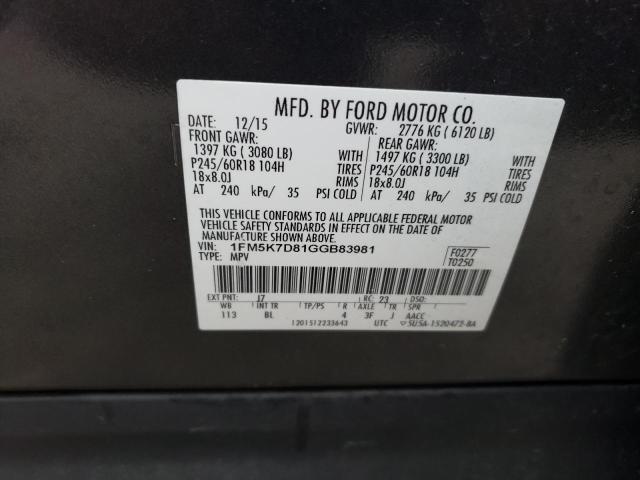 MFD. BY FORD MOTOR CO.
DATE: 12/15 GVWR: 2776 KG ( 6120 LB)
FRONT GAWR: REAR GAWR:
1397 KG ( 3080 LB) WITH 1497 KG ( 3300 LB) WITH
P245/60R18 104H TIRES P245/60R18 104H TIRES
18x8.0J RIMS 18x8.0J RIMS
AT 240 kPa/ 35 PSI COLD AT 240 kPa/ 35 PSI COLD
THIS VEHICLE CONFORMS TO ALL APPLICABLE FEDERAL MOTOR
VEHICLE SAFETY STANDARDS IN EFFECT ON THE DATE OF
MANUFACTURE SHOWN ABOVE.
VIN: 1FM5K7D81GGB83981 F0277
TYPE: MPV T0250
EXT PNT: J7 RC: 23 DSO:
WB INT TR TP/PS R AXLE TR SPR
113 BL 4 3F J AACC
1201512233643 UTC 5U5A-1520472-BA